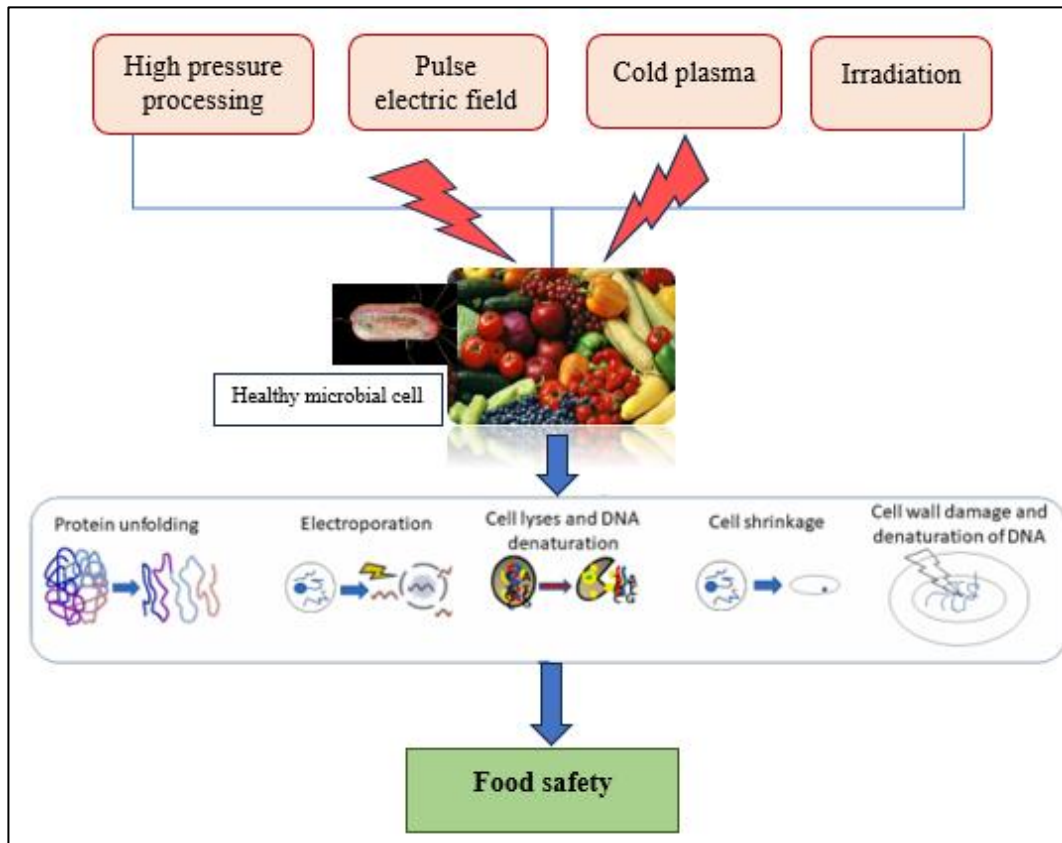 High pressure
processing
Pulse
electric field
Cold plasma
Irradiation
Healthy microbial cell
Protein unfolding
Electroporation
Cell lyses and DNA
denaturation
Cell shrinkage
Cell wall damage and
denaturation of DNA
Food safety